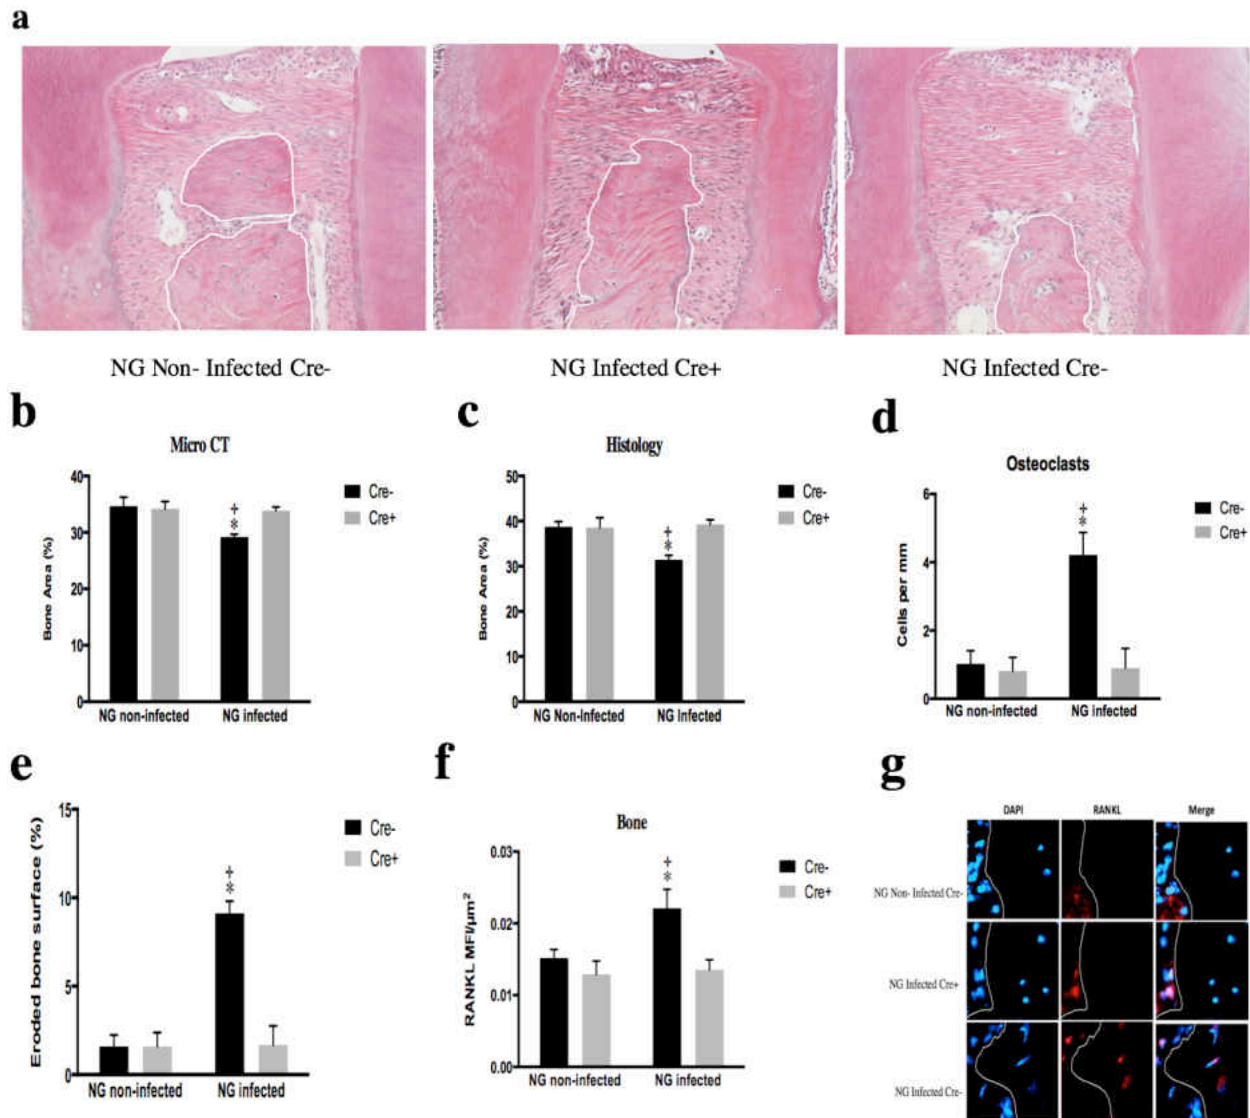 a
NG Non- Infected Cre-
NG Infected Cre+
NG Infected Cre-
b
Micro CT
Bone Area (%)
40
30
20
10
0
NG non-infected
NG infected
+
*
Cre-
Cre+
c
Histology
Bone Area (%)
50
40
30
20
10
0
NG Non-Infected
NG Infected
+
*
Cre-
Cre+
d
Osteoclasts
Cells per mm
6
4
2
0
NG non-infected
NG infected
+
*
Cre-
Cre+
e
Eroded bone surface (%)
15
10
5
0
NG non-infected
NG infected
+
*
Cre-
Cre+
f
Bone
RANKL MFI/µm²
0.03
0.02
0.01
0.00
NG non-infected
NG infected
+
*
Cre-
Cre+
g
DAPI
RANKL
Merge
NG Non- Infected Cre-
NG Infected Cre+
NG Infected Cre-